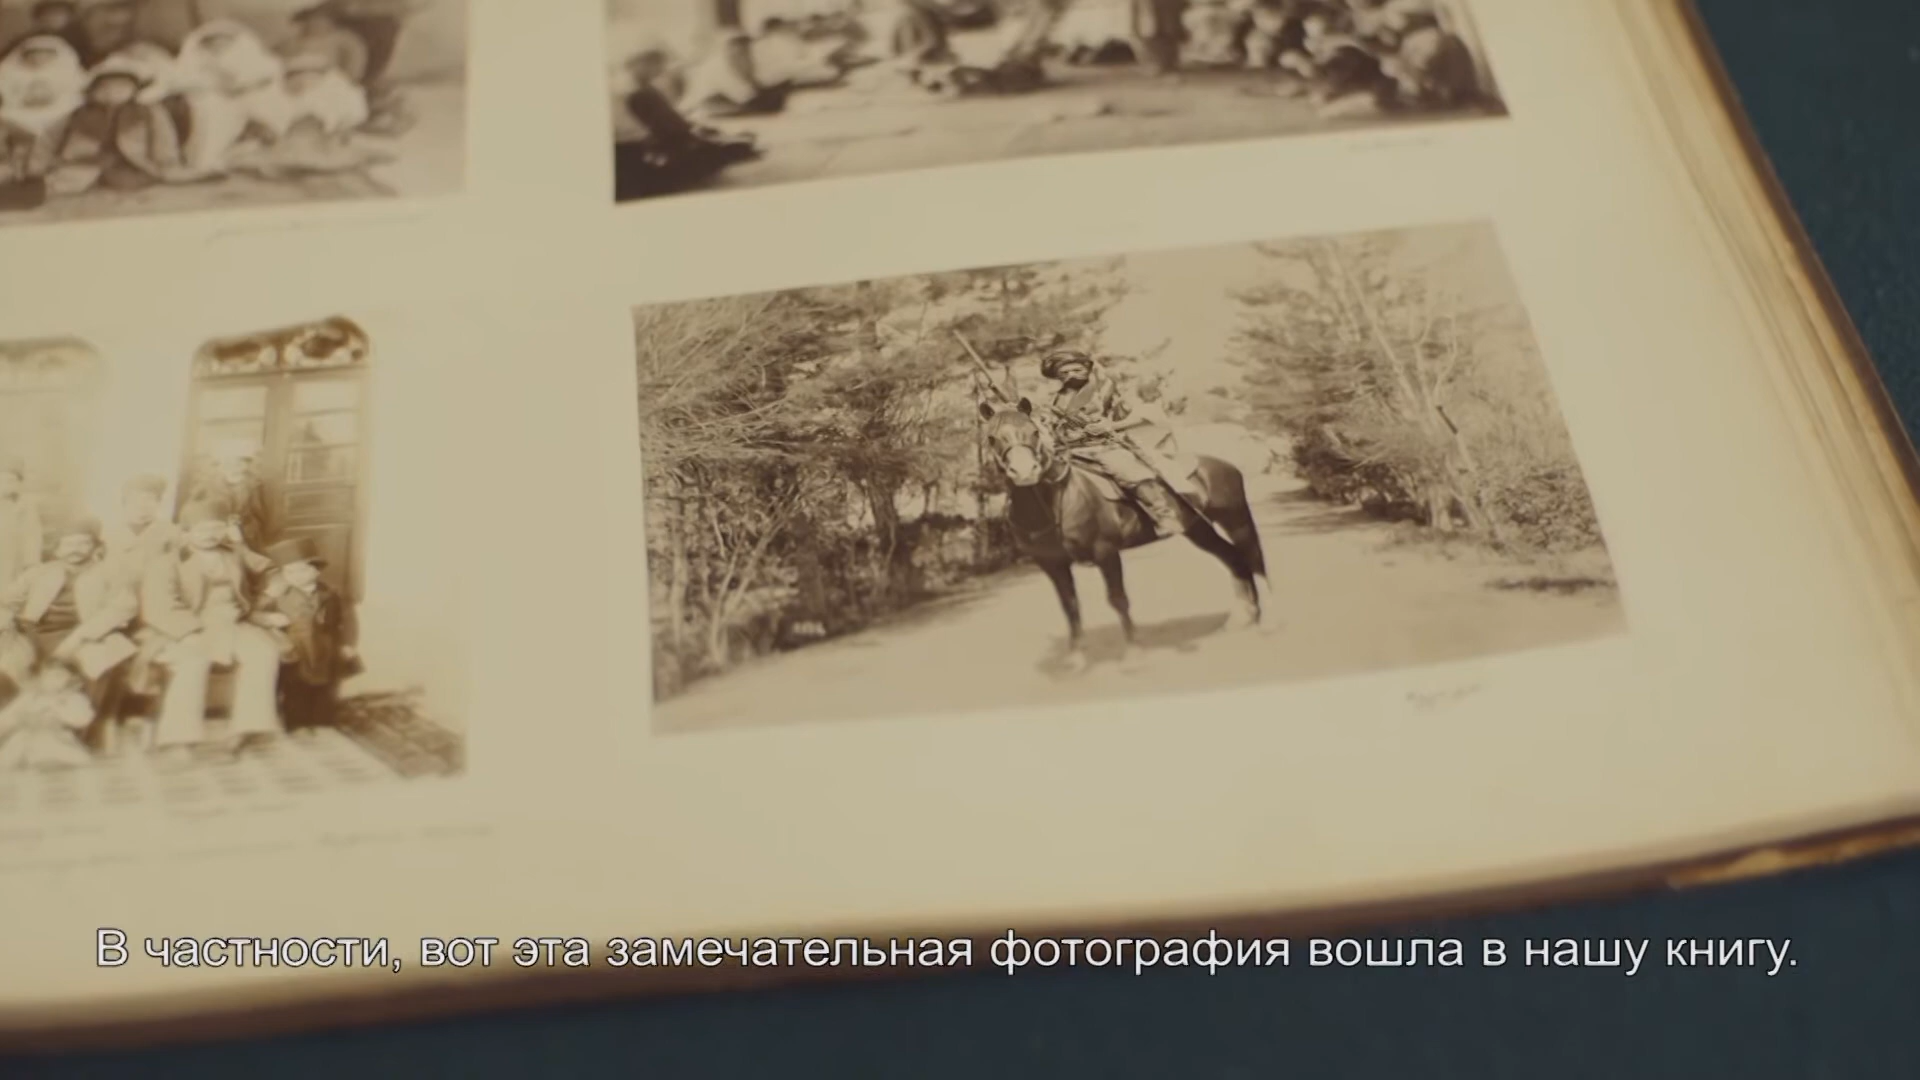 В частности, вот эта замечательная фотография вошла в нашу книгу.